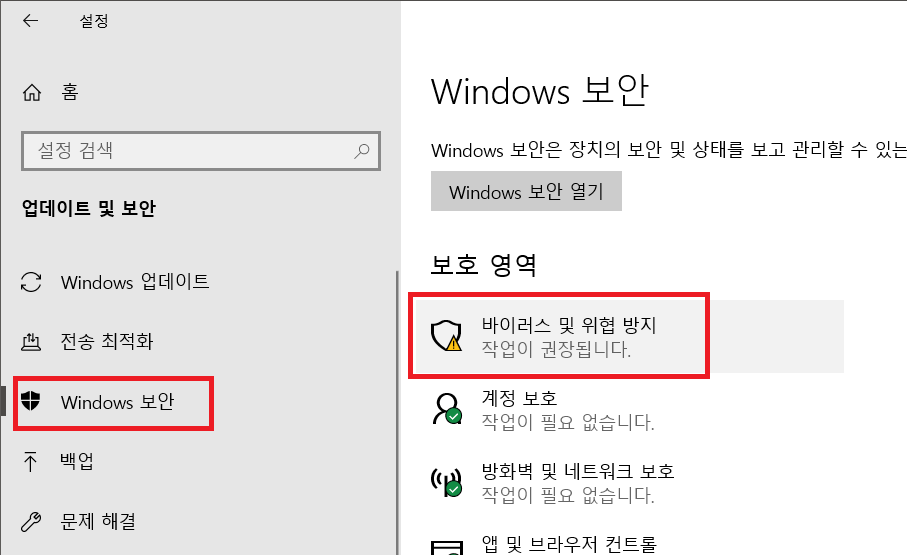 설정
홈
설정 검색
업데이트 및 보안
Windows 업데이트
전송 최적화
Windows 보안
백업
문제 해결
Windows 보안
Windows 보안은 장치의 보안 및 상태를 보고 관리할 수 있는
Windows 보안 열기
보호 영역
바이러스 및 위협 방지
작업이 권장됩니다.
계정 보호
작업이 필요 없습니다.
방화벽 및 네트워크 보호
작업이 필요 없습니다.
앱 및 브라우저 컨트롤